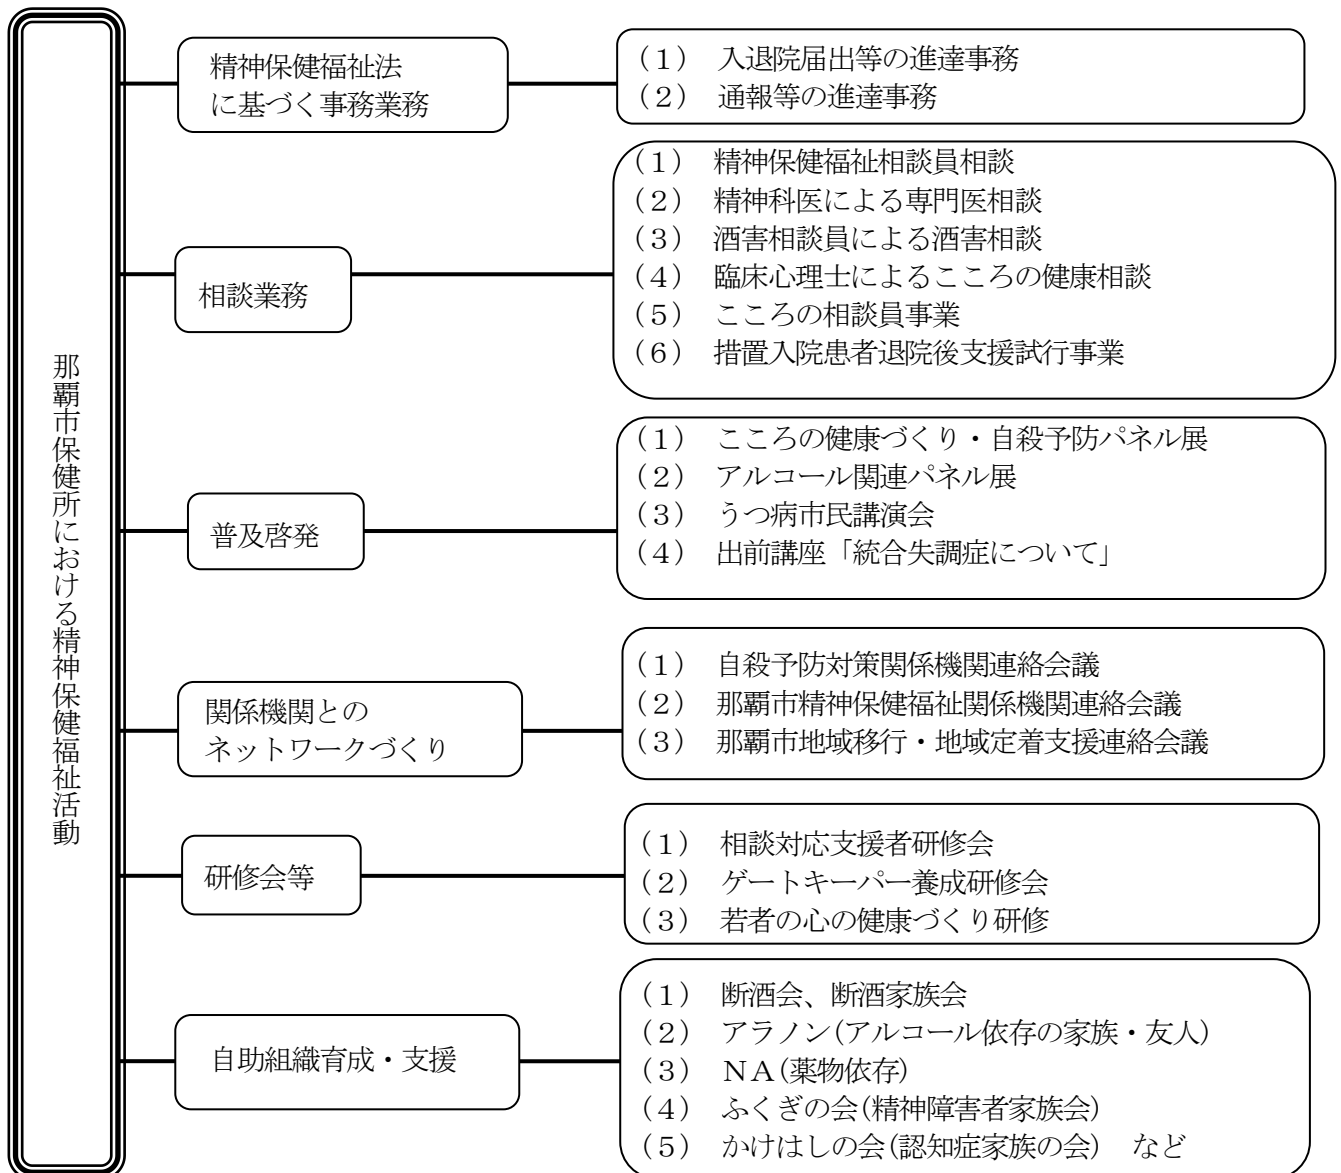 那覇市保健所における精神保健福祉活動
精神保健福祉法
に基づく事務業務
（１） 入退院届出等の進達事務
（２） 通報等の進達事務
相談業務
（１） 精神保健福祉相談員相談
（２） 精神科医による専門医相談
（３） 酒害相談員による酒害相談
（４） 臨床心理士によるこころの健康相談
（５） こころの相談員事業
（６） 措置入院患者退院後支援試行事業
普及啓発
（１） こころの健康づくり・自殺予防パネル展
（２） アルコール関連パネル展
（３） うつ病市民講演会
（４） 出前講座「統合失調症について」
関係機関との
ネットワークづくり
（１） 自殺予防対策関係機関連絡会議
（２） 那覇市精神保健福祉関係機関連絡会議
（３） 那覇市地域移行・地域定着支援連絡会議
研修会等
（１） 相談対応支援者研修会
（２） ゲートキーパー養成研修会
（３） 若者の心の健康づくり研修
自助組織育成・支援
（１） 断酒会、断酒家族会
（２） アラノン(アルコール依存の家族・友人)
（３） ＮＡ(薬物依存)
（４） ふくぎの会(精神障害者家族会)
（５） かけはしの会(認知症家族の会)　など